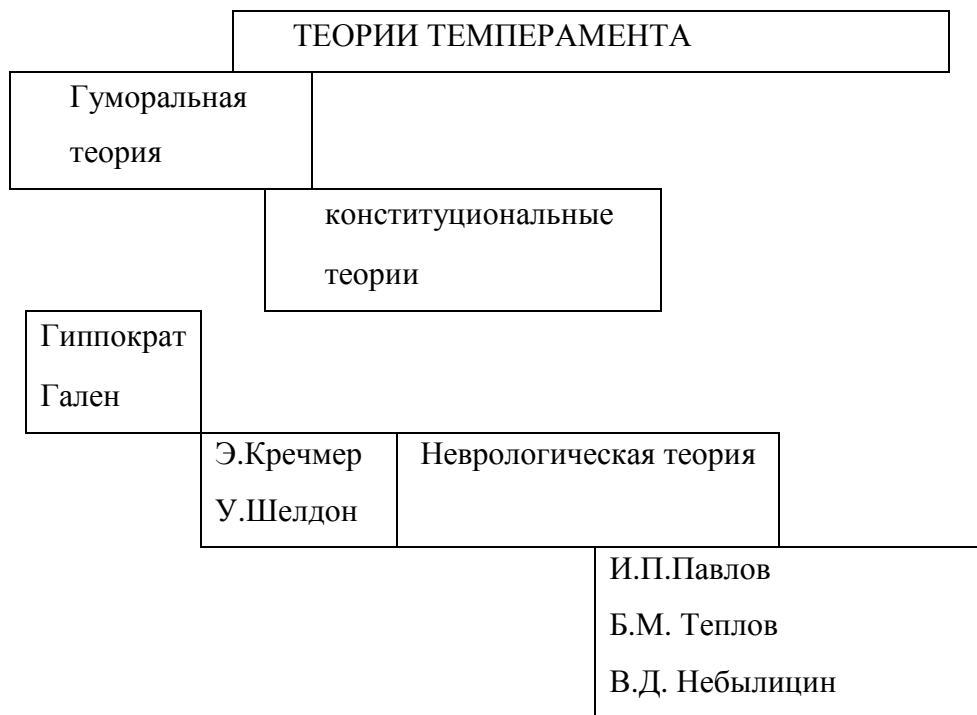 ТЕОРИИ ТЕМПЕРАМЕНТА
Гуморальная
теория
конституциональные
теории
Гиппократ
Гален
Э.Кречмер
У.Шелдон
Неврологическая теория
И.П.Павлов
Б.М. Теплов
В.Д. Небылицин